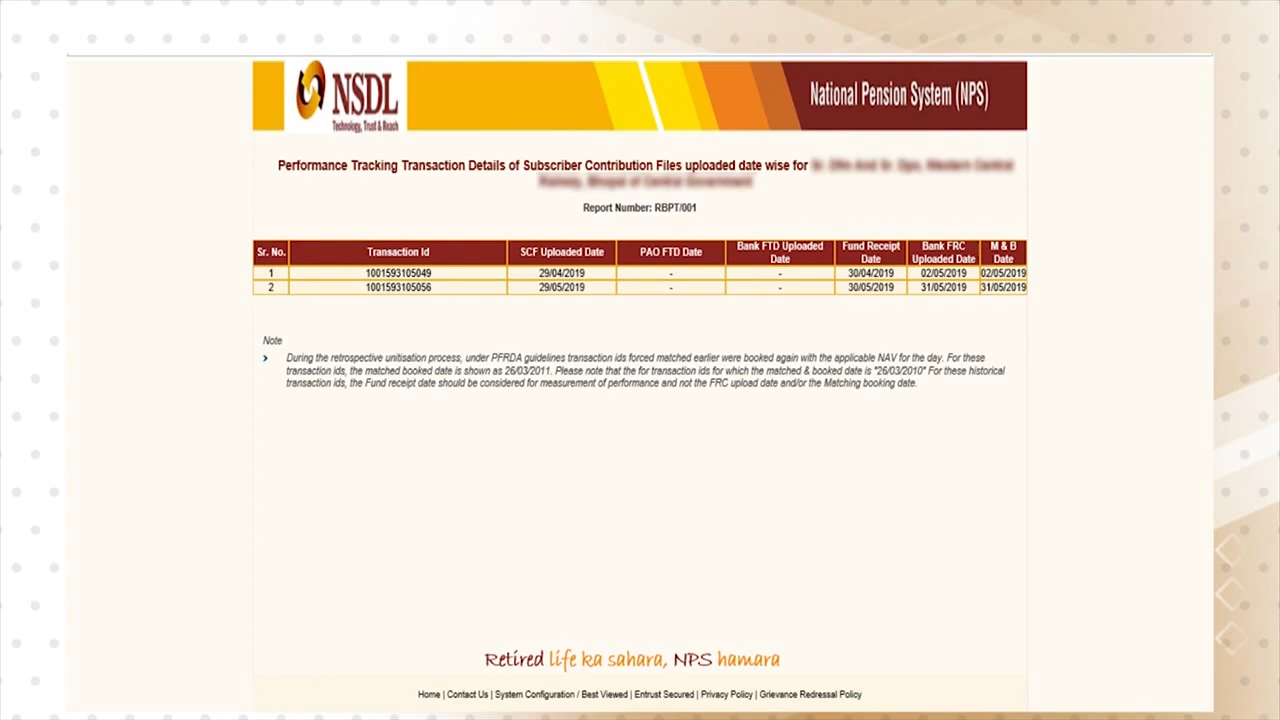 NSDL
Technology, Trust & Reach
National Pension System (NPS)
Performance Tracking Transaction Details of Subscriber Contribution Files uploaded date wise for
Report Number: RBPT/001
Sr. No. Transaction Id SCF Uploaded Date PAO FTD Date Bank FTD Uploaded Date Fund Receipt Date Bank FRC Uploaded Date M & B Date
1 1001593105049 29/04/2019 - - 30/04/2019 02/05/2019 02/05/2019
2 1001593105056 29/05/2019 - - 30/05/2019 31/05/2019 31/05/2019
Note
During the retrospective unitisation process, under PFRDA guidelines transaction ids forced matched earlier were booked again with the applicable NAV for the day. For these
transaction ids, the matched booked date is shown as 26/03/2011. Please note that the for transaction ids for which the matched & booked date is "26/03/2010" For these historical
transaction ids, the Fund receipt date should be considered for measurement of performance and not the FRC upload date and/or the Matching booking date.
Retired life ka sahara, NPS hamara
Home | Contact Us | System Configuration / Best Viewed | Entrust Secured | Privacy Policy | Grievance Redressal Policy